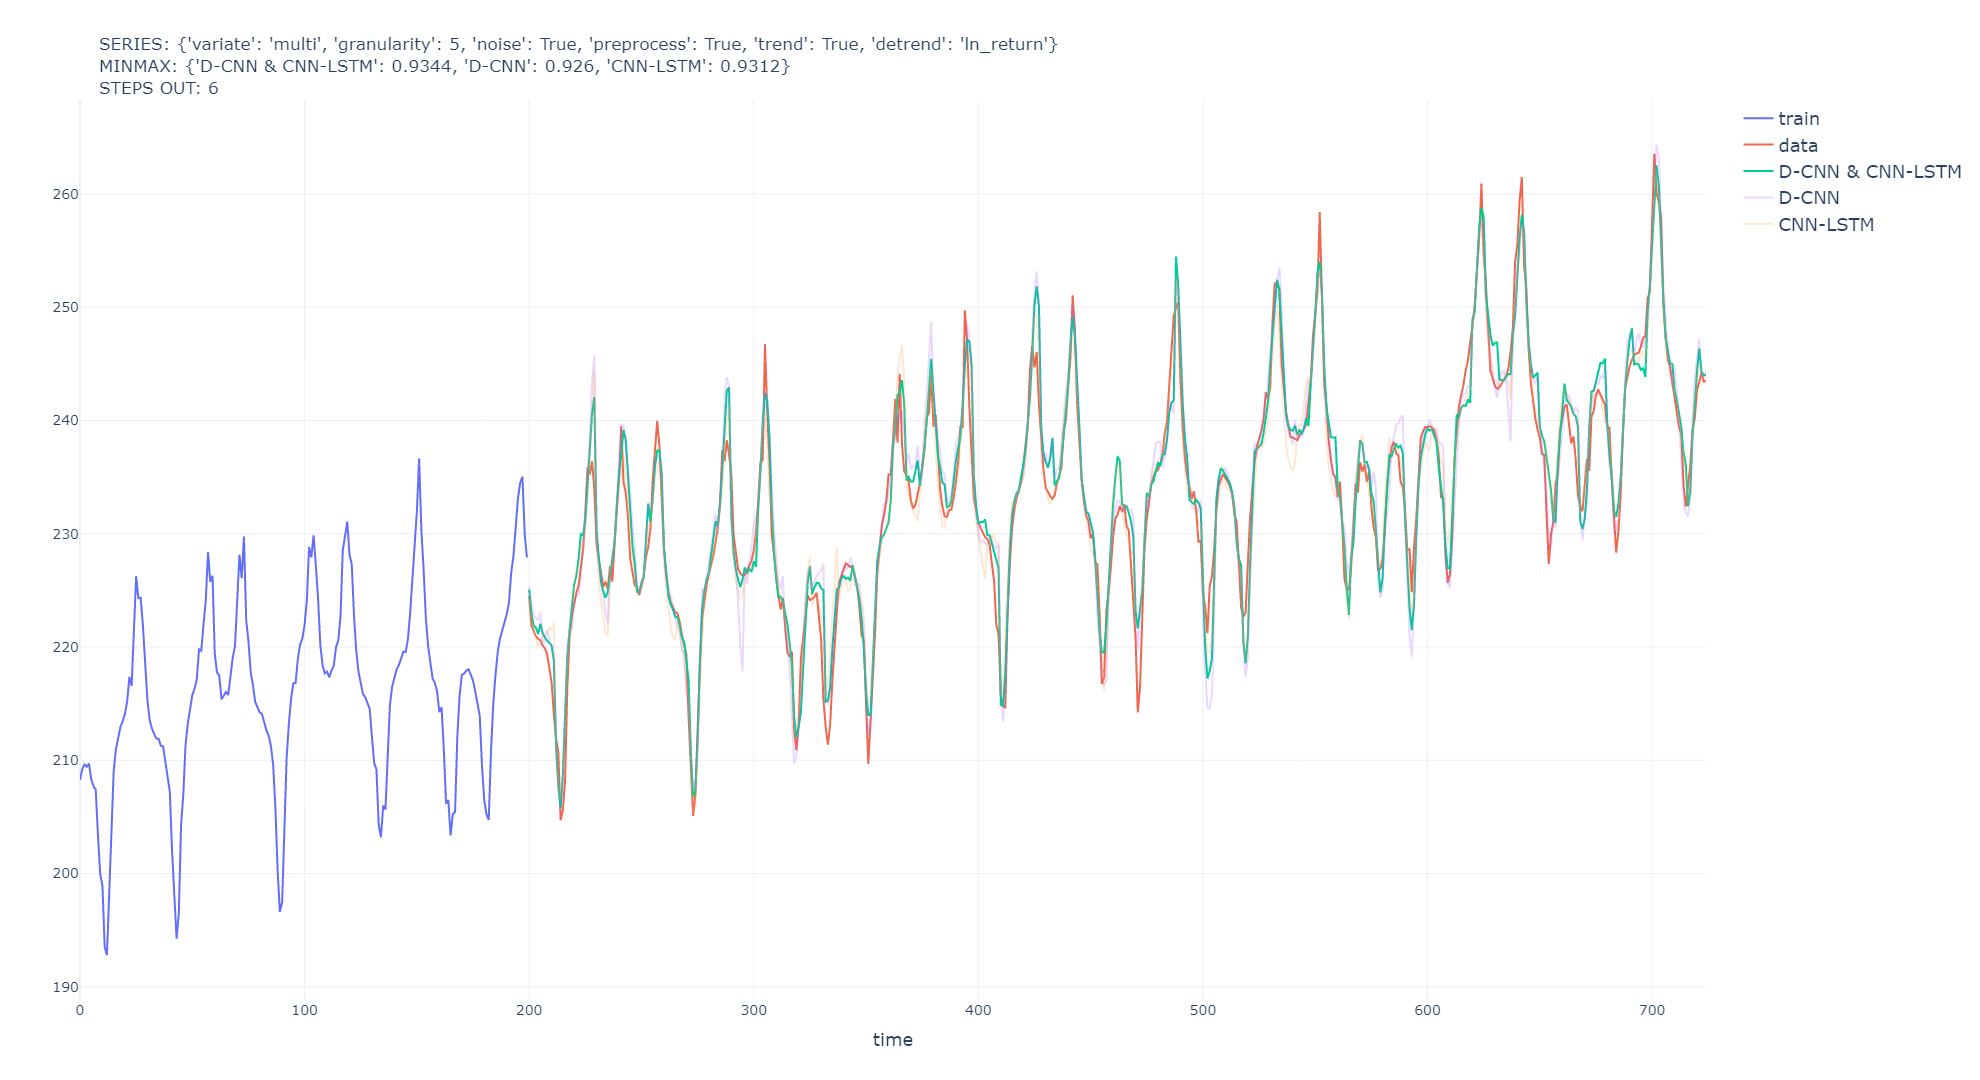 SERIES: {'variate': 'multi', 'granularity': 5, 'noise': True, 'preprocess': True, 'trend': True, 'detrend': 'ln_return'}
MINMAX: {'D-CNN & CNN-LSTM': 0.9344, 'D-CNN': 0.926, 'CNN-LSTM': 0.9312}
STEPS OUT: 6
train
data
D-CNN & CNN-LSTM
D-CNN
CNN-LSTM
260
250
240
230
220
210
200
190
0 100 200 300 400 500 600 700
time